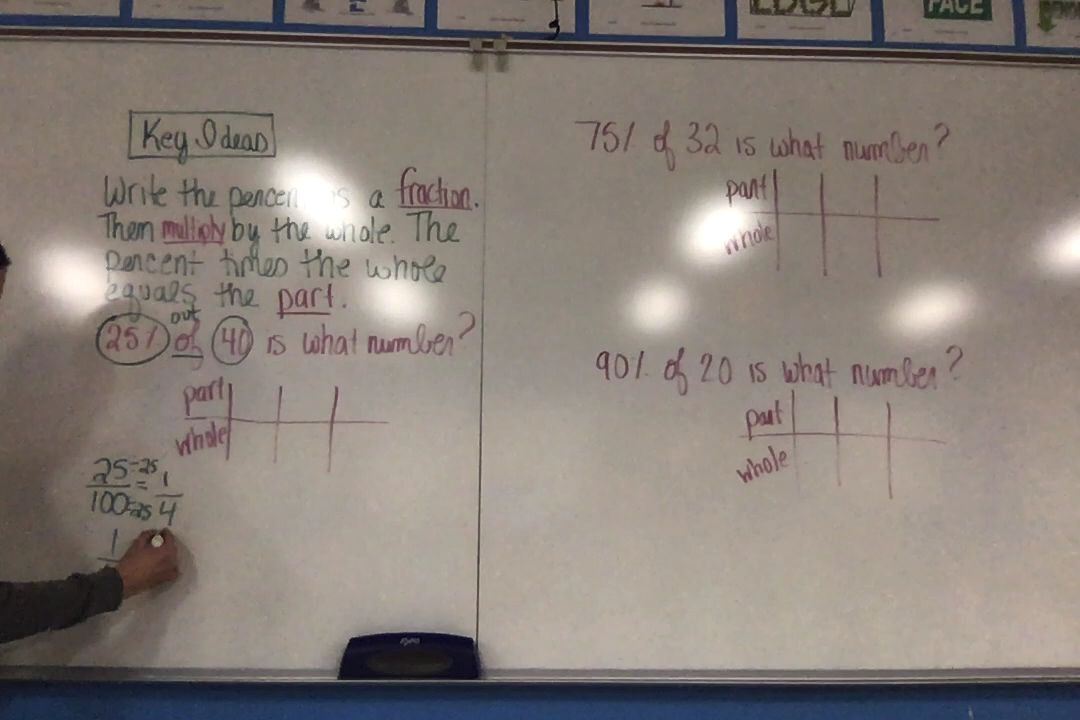 PACE
Key Ideas
Write the percent as a fraction.
Then multiply by the whole. The
percent times the whole
equals the part.
out
25% of 40 is what number?
part
whole
25 ÷25 = 1
100 ÷25 4
1
75% of 32 is what number?
part
whole
90% of 20 is what number?
part
whole